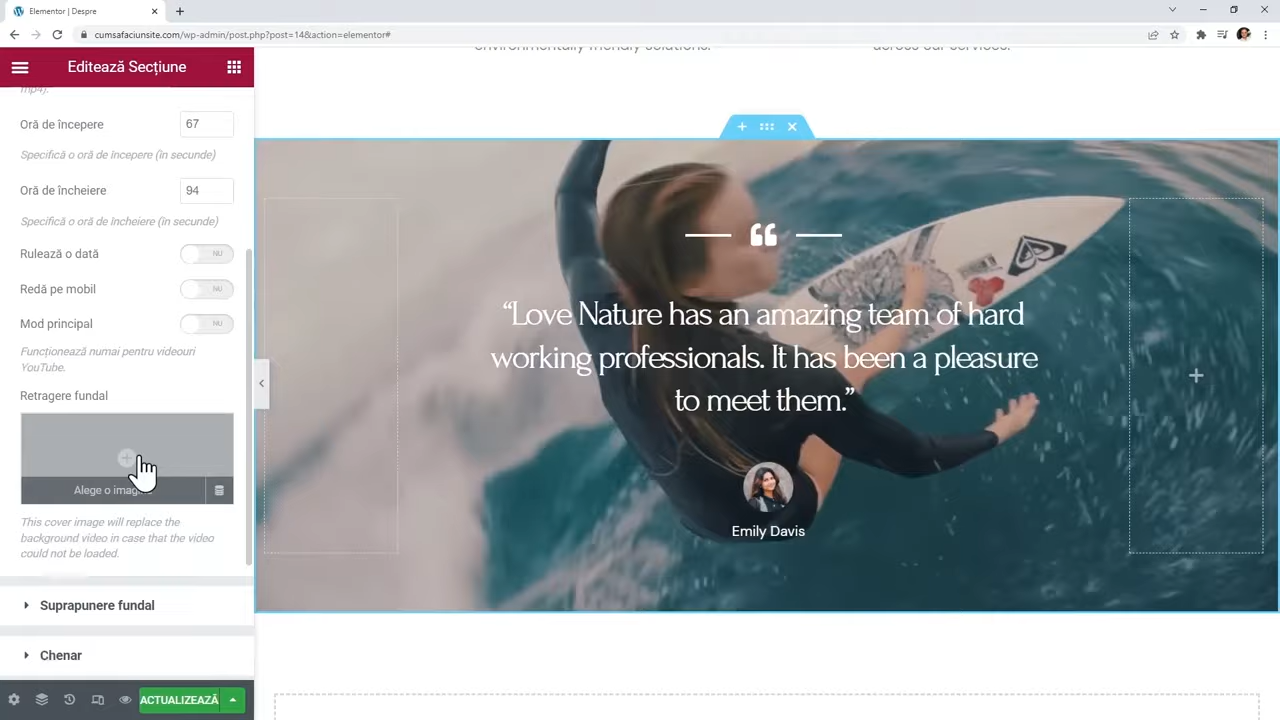 Elementor | Despre
cumsafaciunsite.com/wp-admin/post.php?post=14&action=elementor#
Editează Secțiune
mp4).
Oră de începere
67
Specifică o oră de începere (în secunde)
Oră de încheiere
94
Specifică o oră de încheiere (în secunde)
Rulează o dată
NU
Redă pe mobil
NU
Mod principal
NU
Funcționează numai pentru videouri
YouTube.
Retragere fundal
Alege o imag
This cover image will replace the
background video in case that the video
could not be loaded.
Suprapunere fundal
Chenar
ACTUALIZEAZĂ
environmentally friendly solutions.
across our services.
“Love Nature has an amazing team of hard
working professionals. It has been a pleasure
to meet them.”
Emily Davis